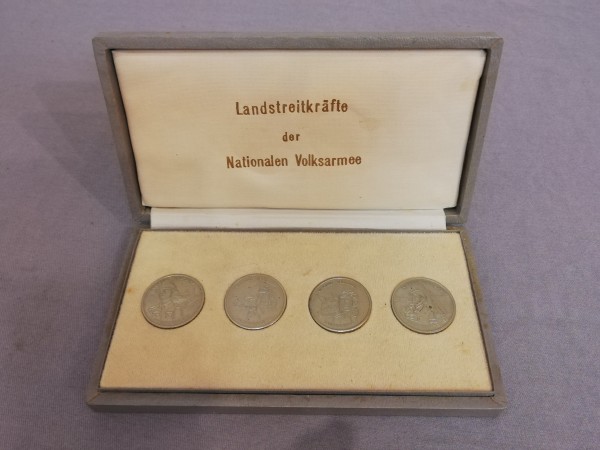 Landstreitkräfte
der
Nationalen Volksarmee